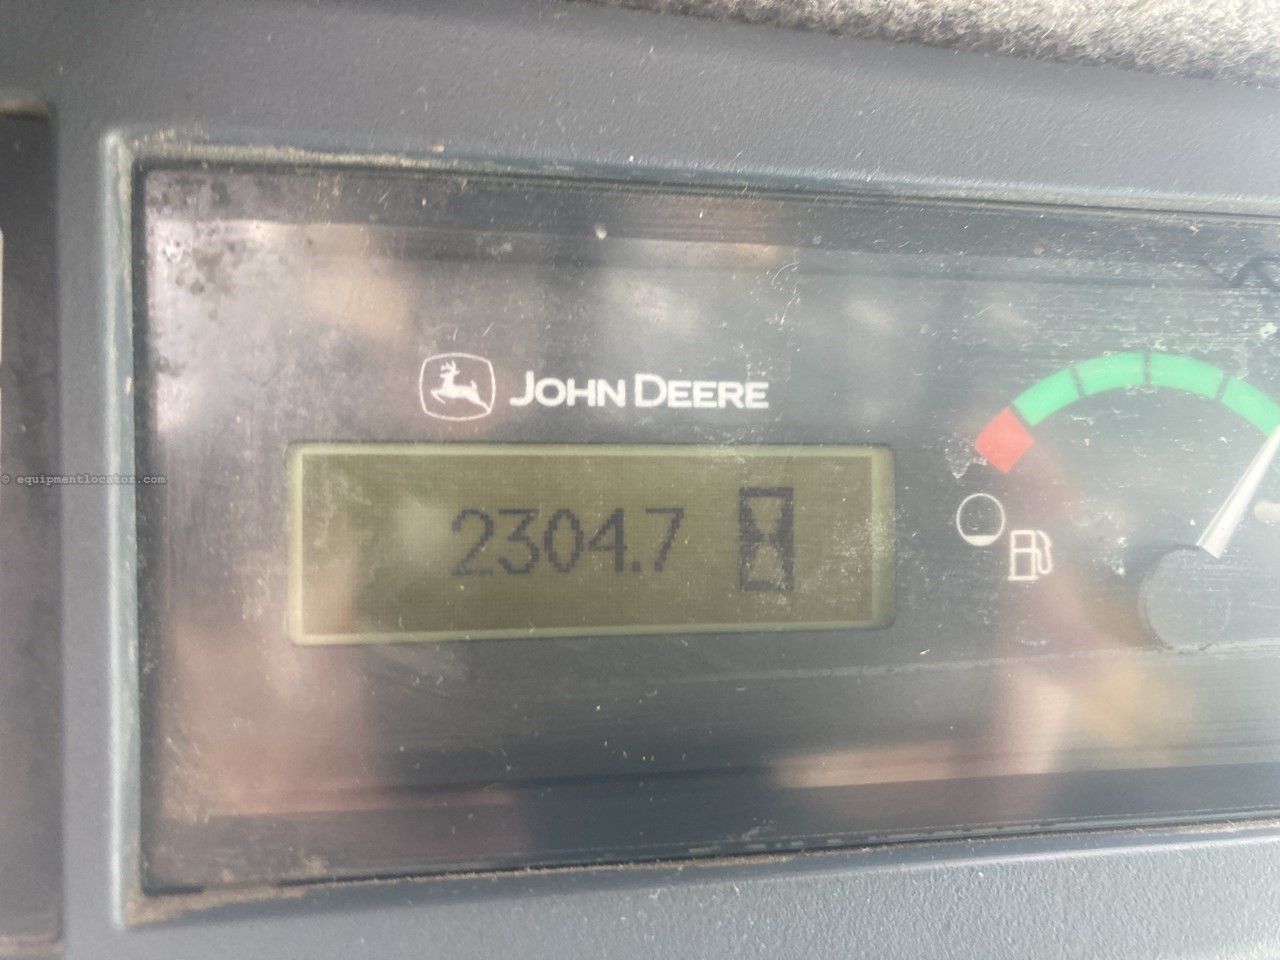 JOHN DEERE
2304.7
© equipmentlocator.com